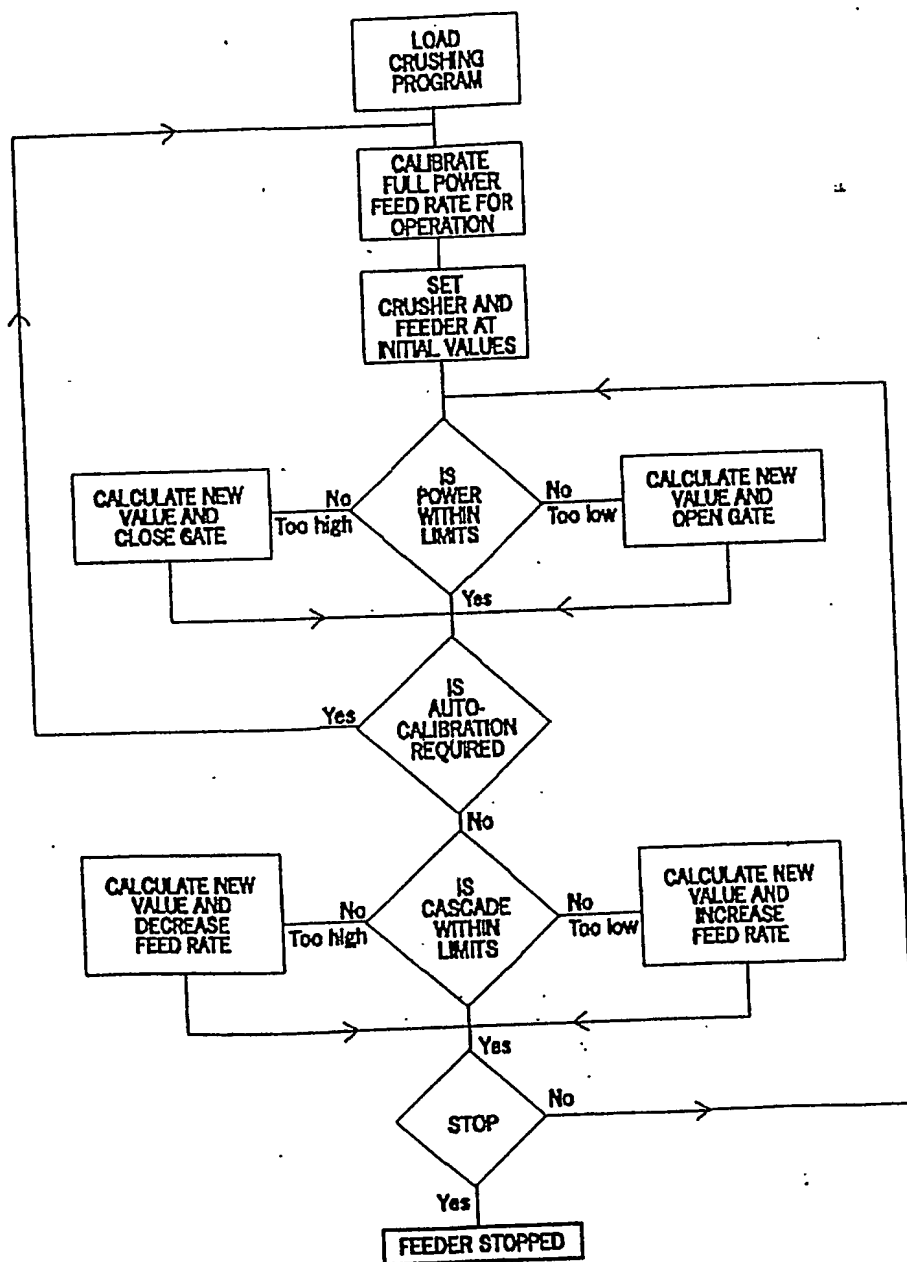 LOAD
CRUSHING
PROGRAM
CALIBRATE
FULL POWER
FEED RATE FOR
OPERATION
SET
CRUSHER AND
FEEDER AT
INITIAL VALUES
IS
POWER
WITHIN
LIMITS
No
Too high
No
Too low
CALCULATE NEW
VALUE AND
CLOSE GATE
CALCULATE NEW
VALUE AND
OPEN GATE
Yes
IS
AUTO-
CALIBRATION
REQUIRED
Yes
No
IS
CASCADE
WITHIN
LIMITS
No
Too high
No
Too low
CALCULATE NEW
VALUE AND
DECREASE
FEED RATE
CALCULATE NEW
VALUE AND
INCREASE
FEED RATE
Yes
STOP
No
Yes
FEEDER STOPPED